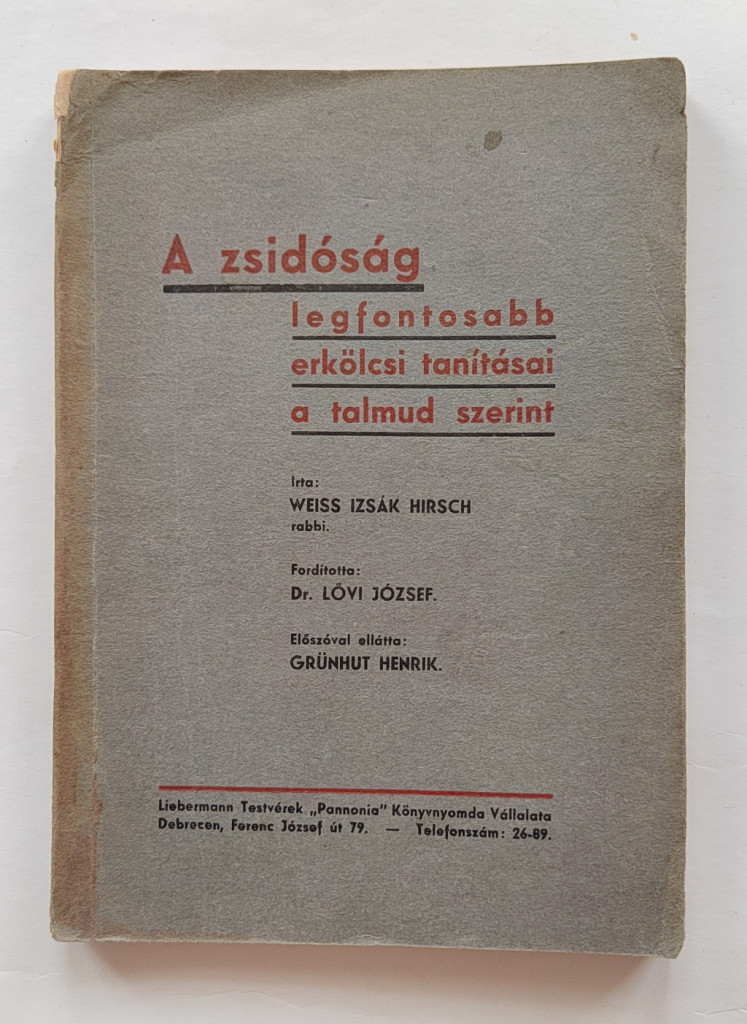 A zsidóság
legfontosabb
erkölcsi tanításai
a talmud szerint
Irta:
WEISS IZSÁK HIRSCH
rabbi.
Fordította:
Dr. LŐVI JÓZSEF.
Előszóval ellátta:
GRÜNHUT HENRIK.
Liebermann Testvérek „Pannonia" Könyvnyomda Vállalata
Debrecen, Ferenc József út 79. — Telefonszám: 26-89.